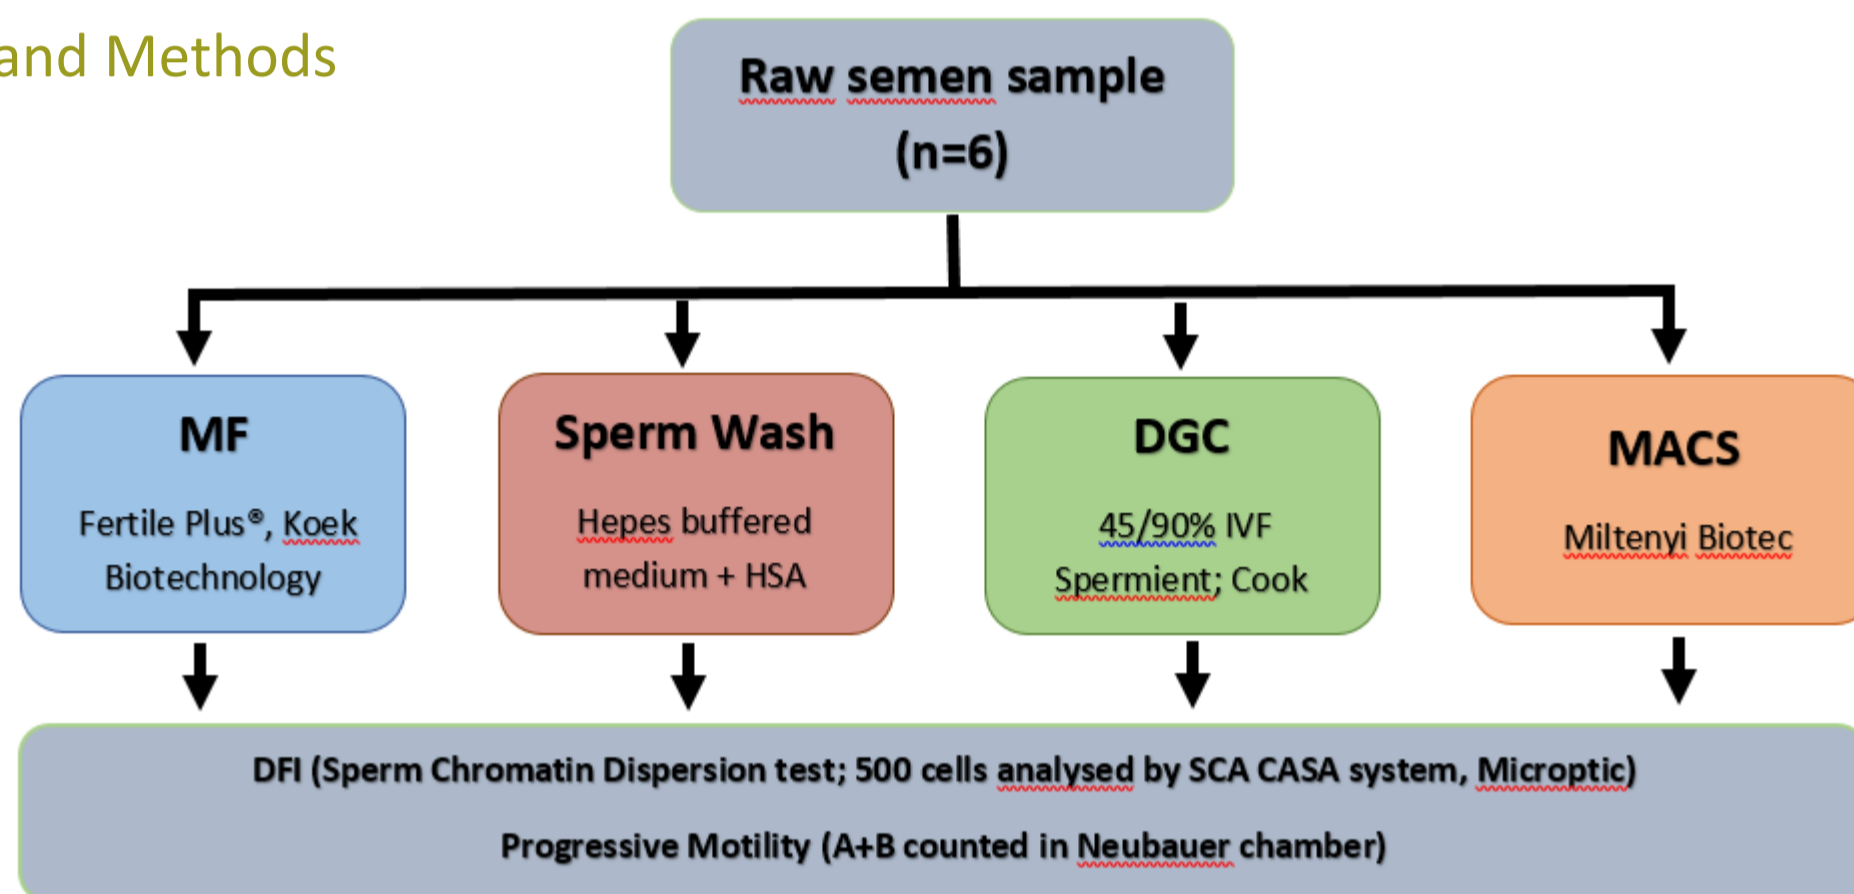 and Methods
Raw semen sample
(n=6)
MF
Fertile Plus®, Koek
Biotechnology
Sperm Wash
Hepes buffered
medium + HSA
DGC
45/90% IVF
Spermient; Cook
MACS
Miltenyi Biotec
DFI (Sperm Chromatin Dispersion test; 500 cells analysed by SCA CASA system, Microptic)
Progressive Motility (A+B counted in Neubauer chamber)